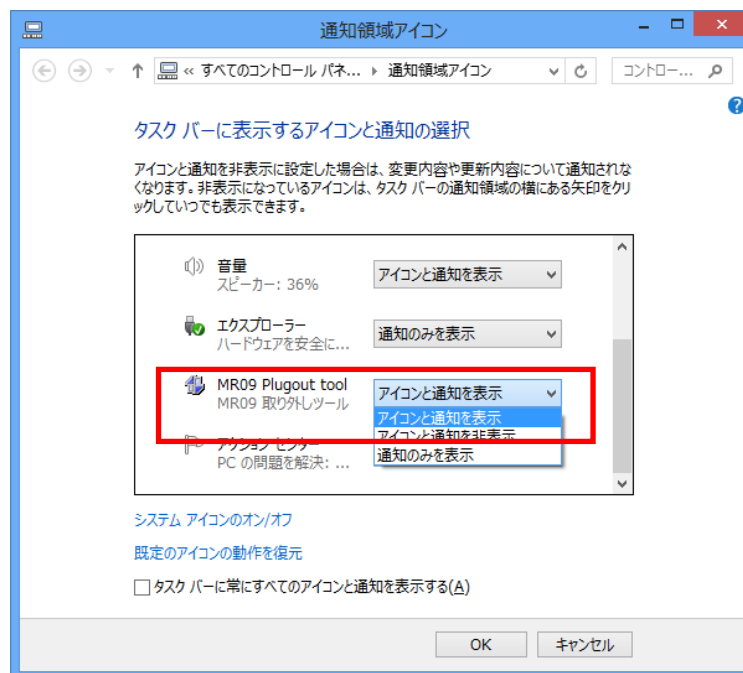 通知領域アイコン
« すべてのコントロール パネ... ▸ 通知領域アイコン
コントロー...
タスク バーに表示するアイコンと通知の選択
アイコンと通知を非表示に設定した場合は、変更内容や更新内容について通知されな
くなります。非表示になっているアイコンは、タスク バーの通知領域の横にある矢印をクリ
ックしていつでも表示できます。
音量
スピーカー: 36%
アイコンと通知を表示
エクスプローラー
ハードウェアを安全に...
通知のみを表示
MR09 Plugout tool
MR09 取り外しツール
アイコンと通知を表示
アイコンと通知を表示
アイコンと通知を非表示
通知のみを表示
アクション センター
PC の問題を解決: ...
システム アイコンのオン/オフ
既定のアイコンの動作を復元
タスク バーに常にすべてのアイコンと通知を表示する(A)
OK
キャンセル